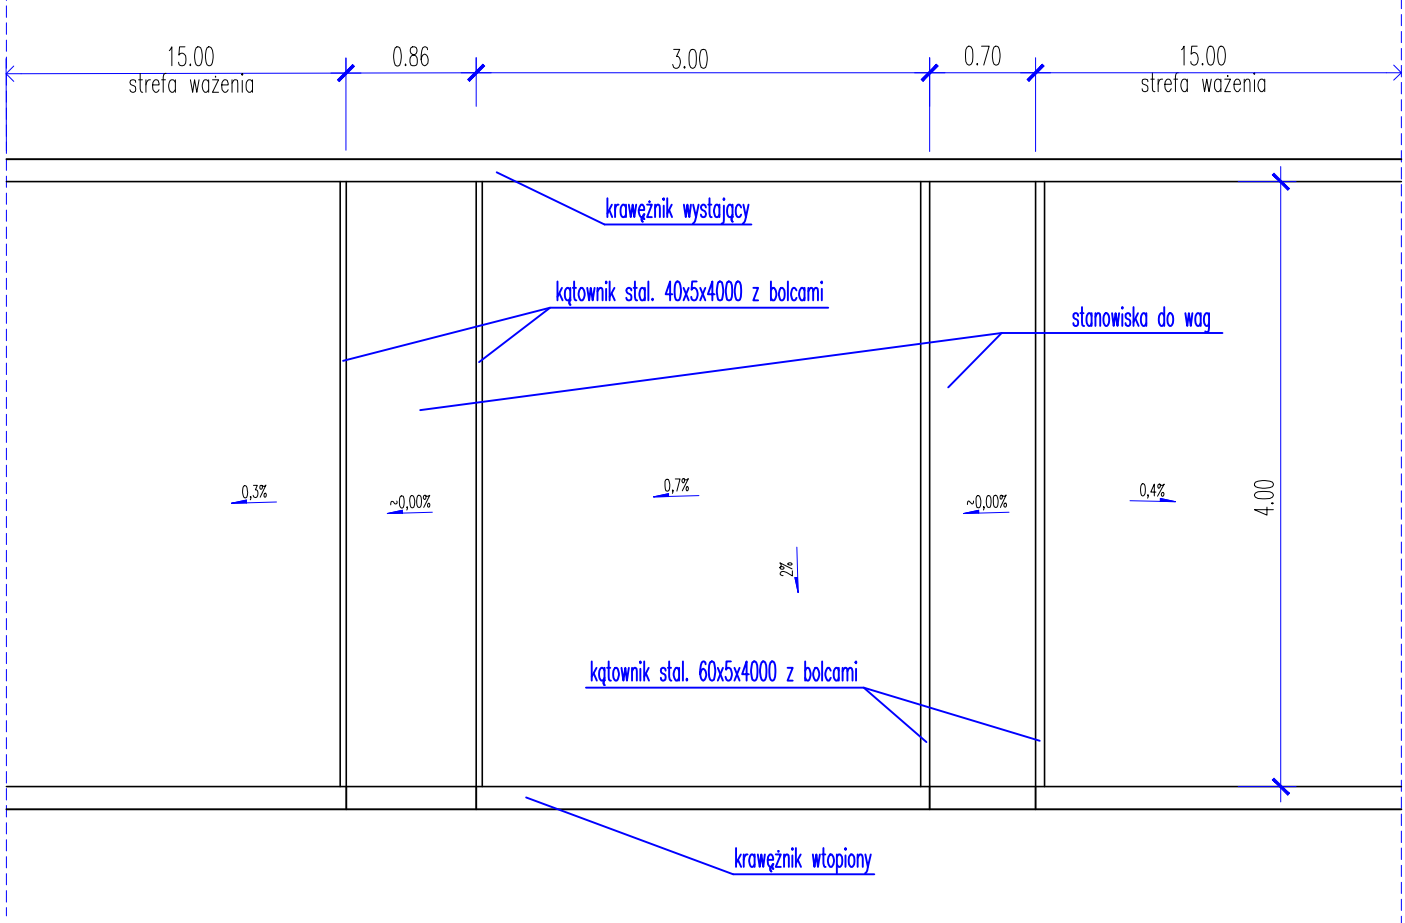 15.00
0.86
3.00
0.70
15.00
strefa ważenia
strefa ważenia
krawężnik wystający
kątownik stal. 40x5x4000 z bolcami
stanowiska do wag
0,3%
~0,00%
0,7%
~0,00%
0,4%
4.00
2%
kątownik stal. 60x5x4000 z bolcami
krawężnik wtopiony